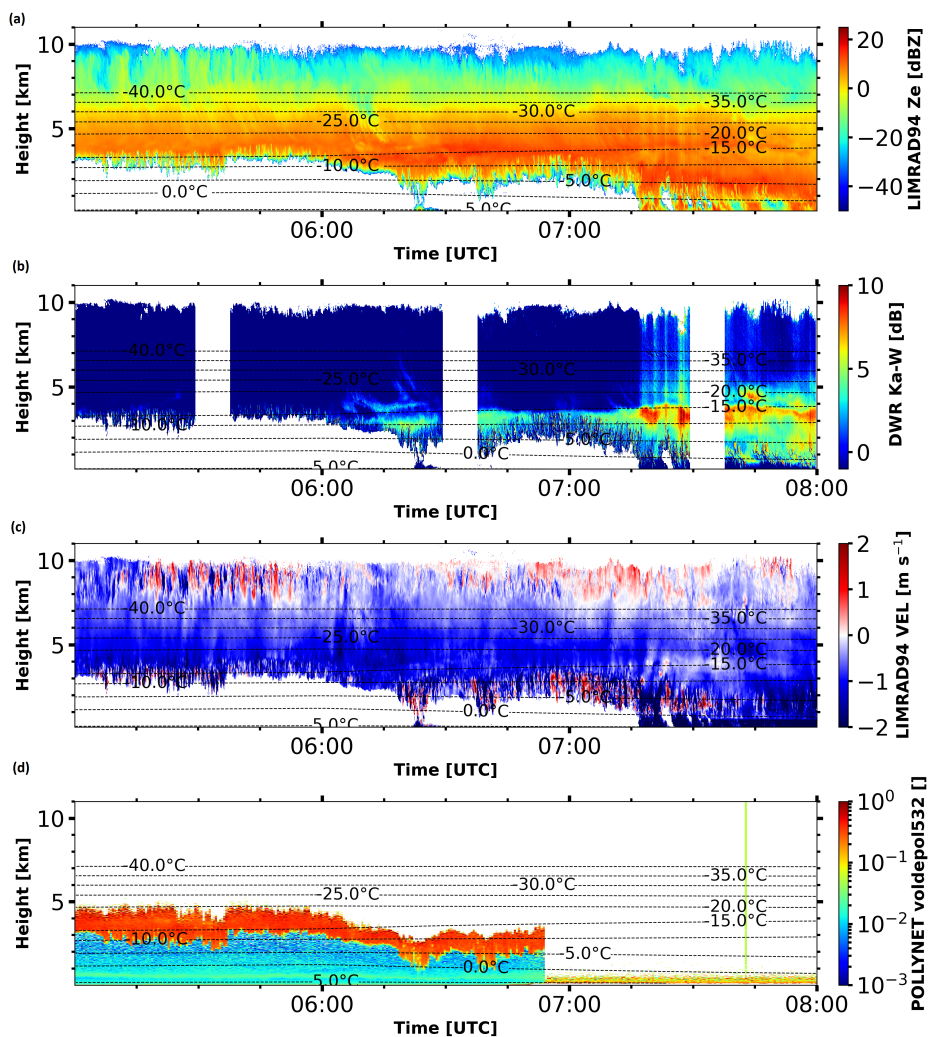 (a)
10
5
Height [km]
-40.0°C
-35.0°C
-30.0°C
-25.0°C
-20.0°C
-15.0°C
-10.0°C
-5.0°C
0.0°C
5.0°C
06:00
07:00
Time [UTC]
20
0
−20
−40
LIMRAD94 Ze [dBZ]
(b)
10
5
Height [km]
-40.0°C
-35.0°C
-30.0°C
-25.0°C
-20.0°C
-15.0°C
-10.0°C
-5.0°C
0.0°C
5.0°C
06:00
07:00
08:00
Time [UTC]
10
5
0
DWR Ka-W [dB]
(c)
10
5
Height [km]
-40.0°C
-35.0°C
-30.0°C
-25.0°C
-20.0°C
-15.0°C
-10.0°C
-5.0°C
0.0°C
5.0°C
06:00
07:00
Time [UTC]
2
1
0
−1
−2
LIMRAD94 VEL [m s⁻¹]
(d)
10
5
Height [km]
-40.0°C
-35.0°C
-30.0°C
-25.0°C
-20.0°C
-15.0°C
-10.0°C
-5.0°C
0.0°C
5.0°C
06:00
07:00
08:00
Time [UTC]
10⁰
10⁻¹
10⁻²
10⁻³
POLLYNET voldepol532 []